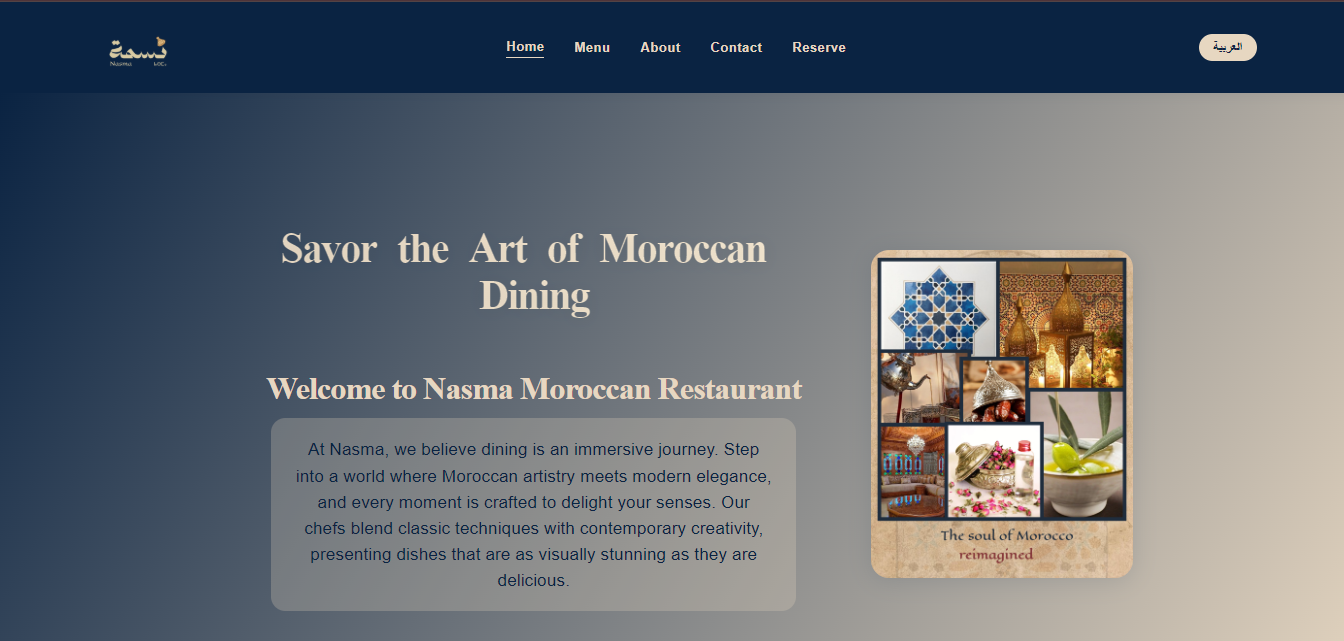 نسمة
Nasma
Home
Menu
About
Contact
Reserve
العربية
Savor the Art of Moroccan
Dining
Welcome to Nasma Moroccan Restaurant
At Nasma, we believe dining is an immersive journey. Step
into a world where Moroccan artistry meets modern elegance,
and every moment is crafted to delight your senses. Our
chefs blend classic techniques with contemporary creativity,
presenting dishes that are as visually stunning as they are
delicious.
The soul of Morocco
reimagined